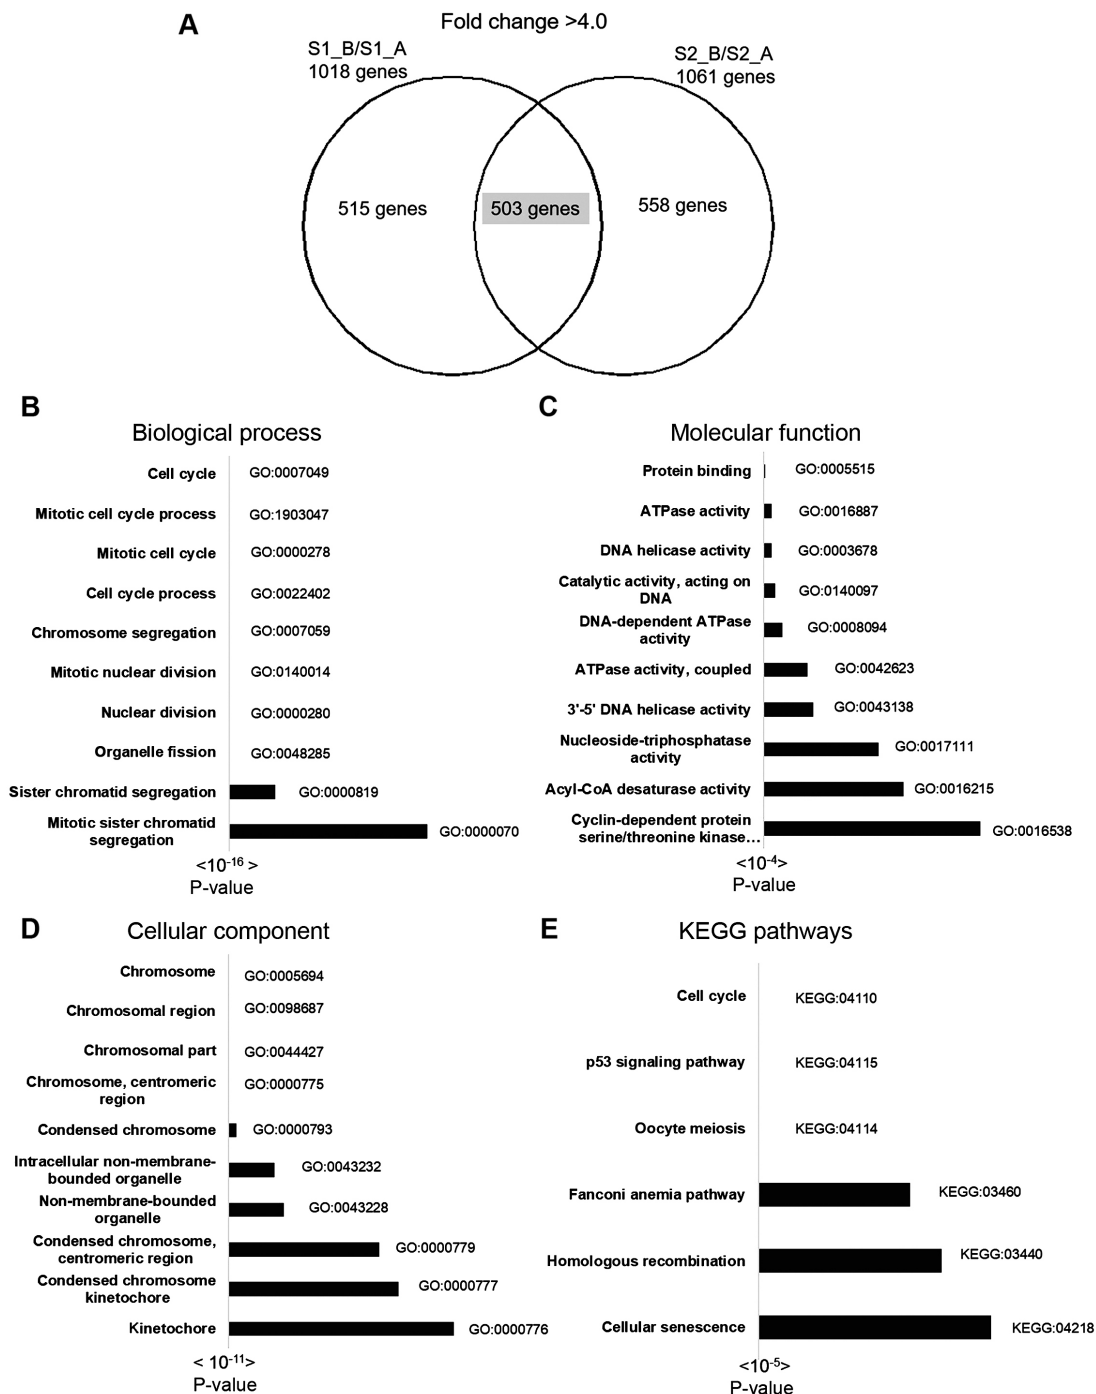 A
Fold change >4.0
S1_B/S1_A
1018 genes
S2_B/S2_A
1061 genes
515 genes
503 genes
558 genes
B
Biological process
Cell cycle GO:0007049
Mitotic cell cycle process GO:1903047
Mitotic cell cycle GO:0000278
Cell cycle process GO:0022402
Chromosome segregation GO:0007059
Mitotic nuclear division GO:0140014
Nuclear division GO:0000280
Organelle fission GO:0048285
Sister chromatid segregation GO:0000819
Mitotic sister chromatid
segregation GO:0000070
<10-16 >
P-value
C
Molecular function
Protein binding GO:0005515
ATPase activity GO:0016887
DNA helicase activity GO:0003678
Catalytic activity, acting on
DNA GO:0140097
DNA-dependent ATPase
activity GO:0008094
ATPase activity, coupled GO:0042623
3'-5' DNA helicase activity GO:0043138
Nucleoside-triphosphatase
activity GO:0017111
Acyl-CoA desaturase activity GO:0016215
Cyclin-dependent protein
serine/threonine kinase… GO:0016538
<10-4>
P-value
D
Cellular component
Chromosome GO:0005694
Chromosomal region GO:0098687
Chromosomal part GO:0044427
Chromosome, centromeric
region GO:0000775
Condensed chromosome GO:0000793
Intracellular non-membrane-
bounded organelle GO:0043232
Non-membrane-bounded
organelle GO:0043228
Condensed chromosome,
centromeric region GO:0000779
Condensed chromosome
kinetochore GO:0000777
Kinetochore GO:0000776
< 10-11>
P-value
E
KEGG pathways
Cell cycle KEGG:04110
p53 signaling pathway KEGG:04115
Oocyte meiosis KEGG:04114
Fanconi anemia pathway KEGG:03460
Homologous recombination KEGG:03440
Cellular senescence KEGG:04218
<10-5>
P-value